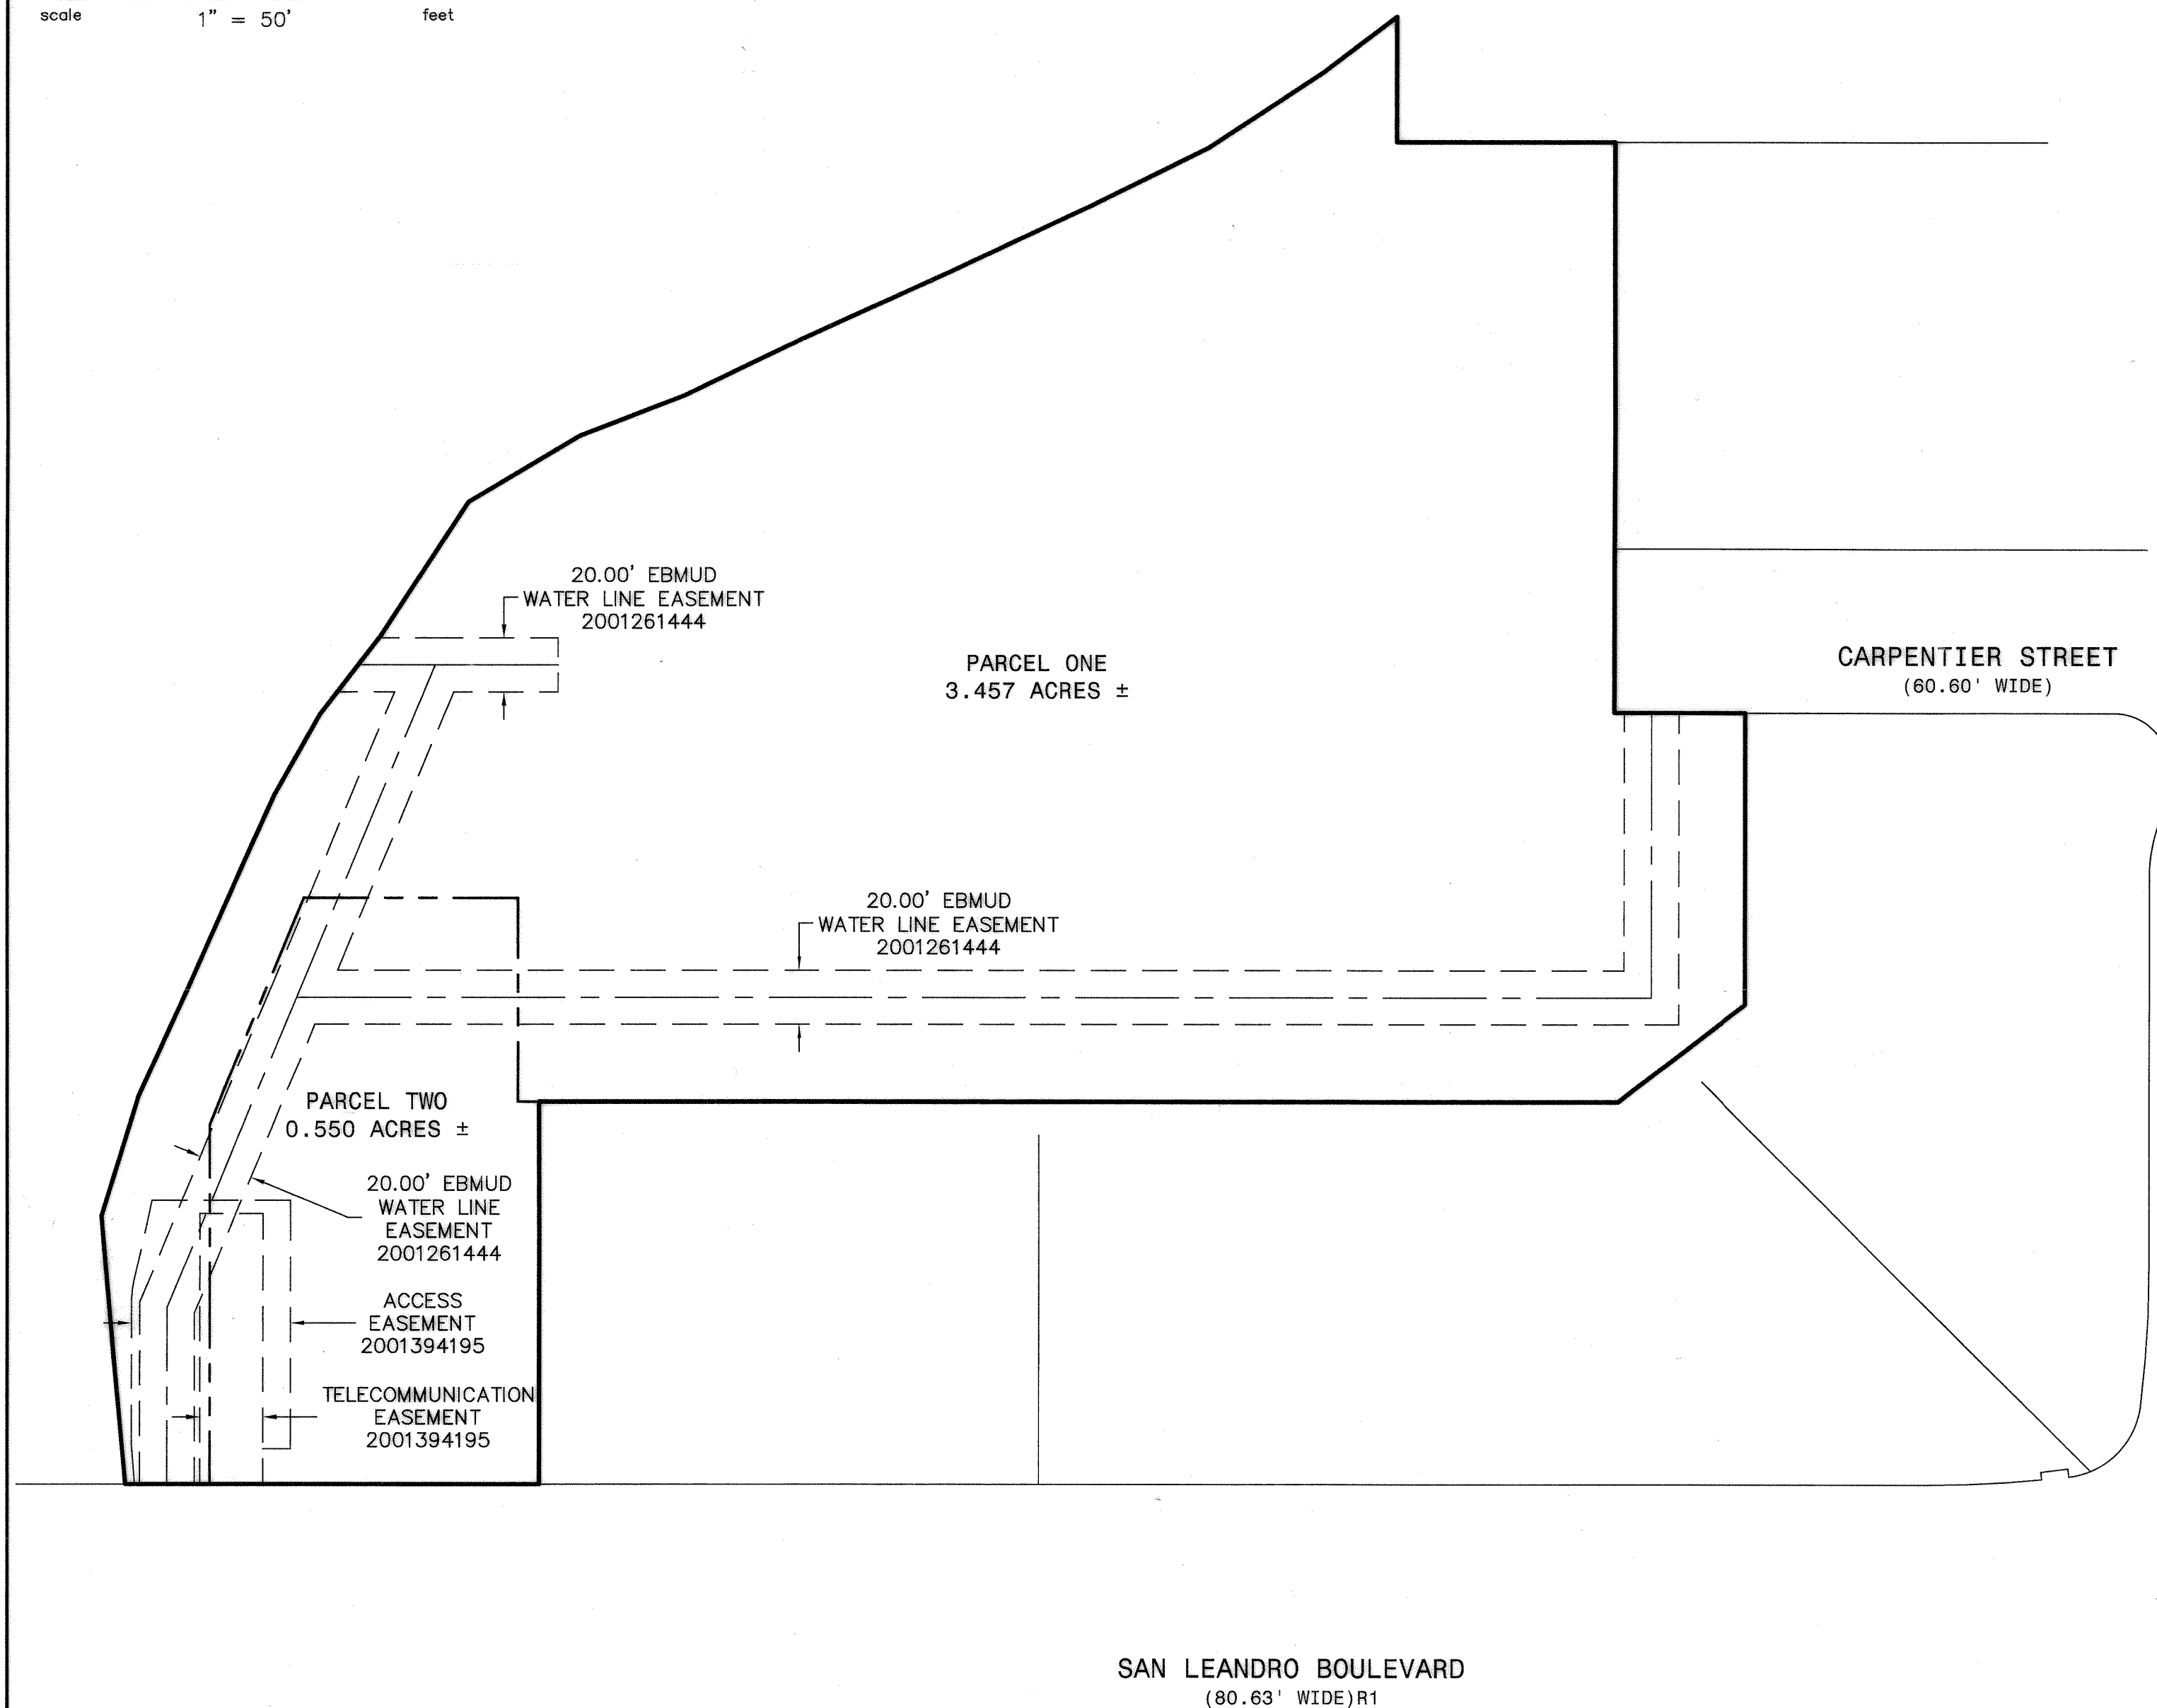 scale 1" = 50' feet
20.00' EBMUD
WATER LINE EASEMENT
2001261444
PARCEL ONE
3.457 ACRES ±
CARPENTIER STREET
(60.60' WIDE)
20.00' EBMUD
WATER LINE EASEMENT
2001261444
PARCEL TWO
0.550 ACRES ±
20.00' EBMUD
WATER LINE
EASEMENT
2001261444
ACCESS
EASEMENT
2001394195
TELECOMMUNICATION
EASEMENT
2001394195
SAN LEANDRO BOULEVARD
(80.63' WIDE)R1